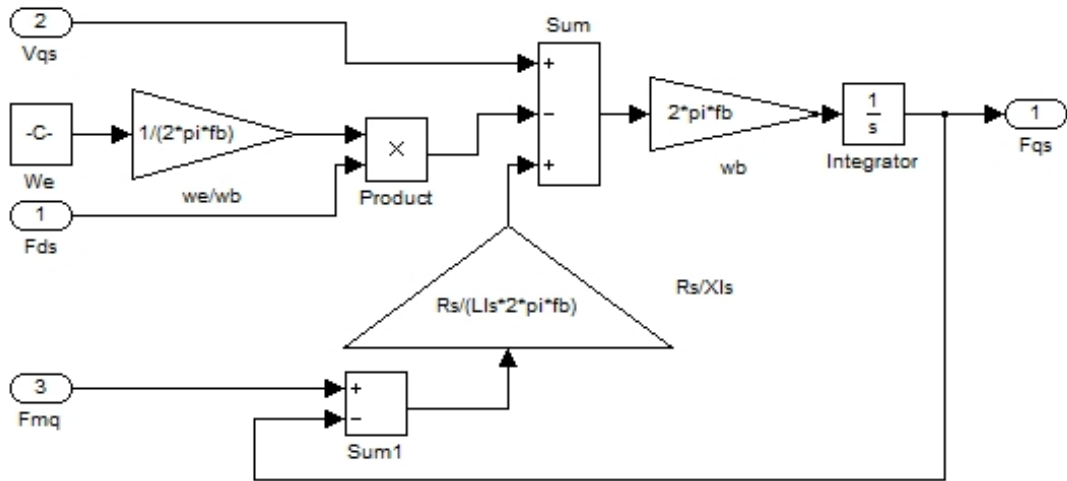 2
Vqs
Sum
+
-C-
We
1/(2*pi*fb)
we/wb
×
Product
−
+
2*pi*fb
wb
1
s
Integrator
1
Fqs
1
Fds
Rs/(Lls*2*pi*fb)
Rs/Xls
3
Fmq
+
−
Sum1